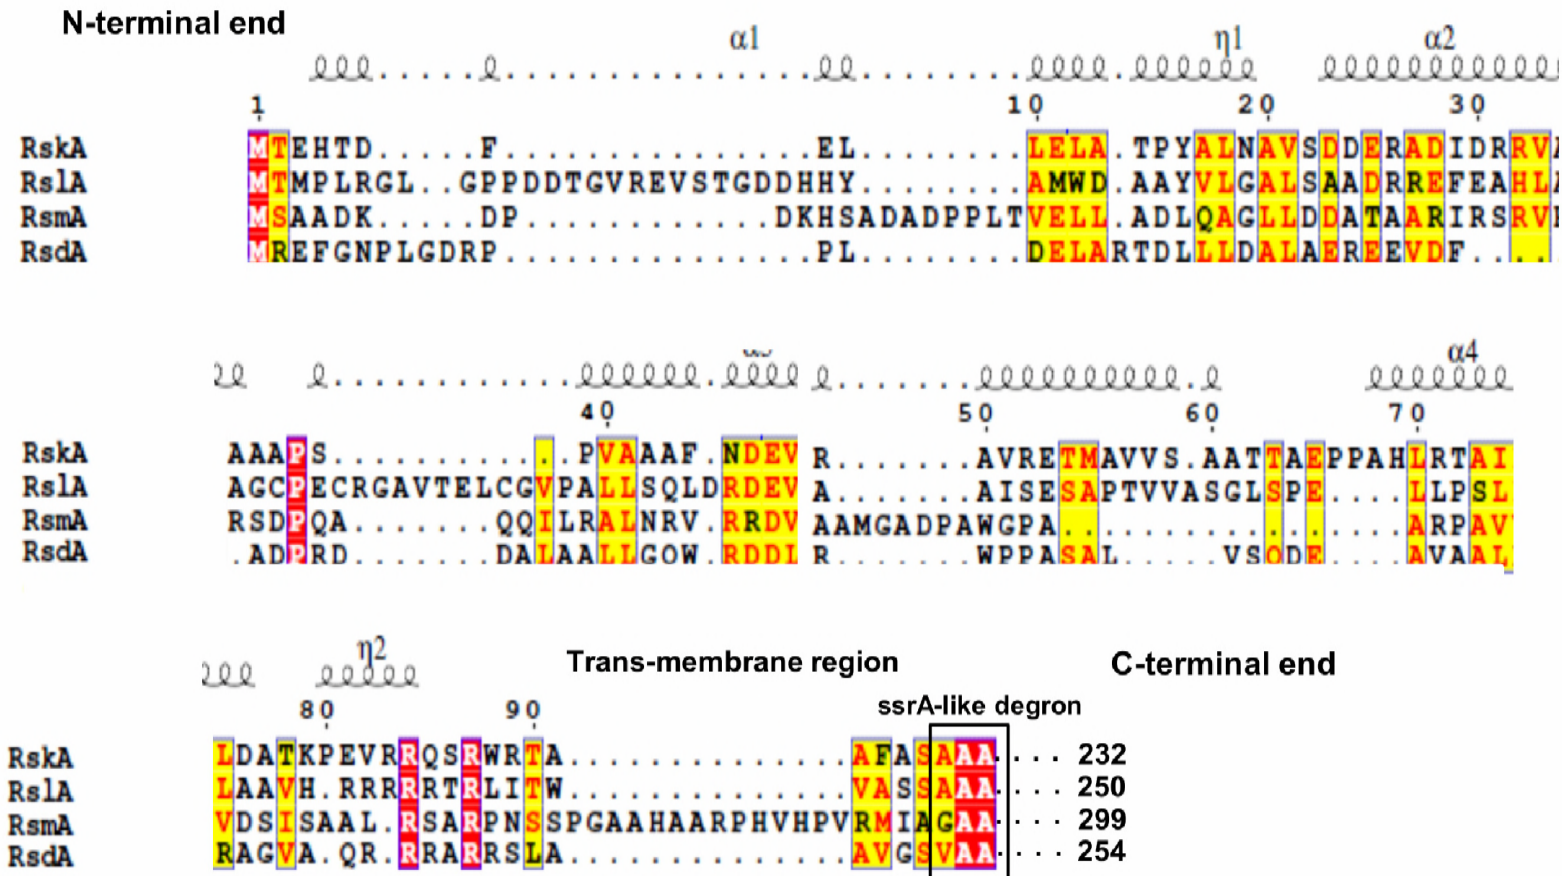 N-terminal end
α1 η1 α2
1 10 20 30
RskA MTEHTD.....F...............EL........LELA.TPYALNAVSDDERADIDRRVA
RslA MTMPLRGL..GPPDDTGVREVSTGDDHHY........AMWD.AAYVLGALSAADRREFEAHLA
RsmA MSAADK.....DP............DKHSADADPPLTVELL.ADLQAGLLDDATAARIRSRV
RsdA MREFGNPLGDRP...............PL........DELARTDLLLDALAEREEVDF....
40 50 60 70
α4
RskA AAAPS..........  .PVAAAF.NDEV R.......AVRETMAVVS.AATTAEPPAHLRTAI
RslA AGCPECRGAVTELCGVPALLSQLDRDEV A.......AISESAPTVVASGLSPE....LLPSL
RsmA RSDPQA.......QQILRALNRV.RRDV AAMGADPAWGPA...............ARPAV
RsdA .ADPRD.......DALAALLGQW.RDDL R.......WPPASAL.....VSQDE....AVAAL
η2
Trans-membrane region
C-terminal end
80 90
ssrA-like degron
RskA LDATKPEVRRQSRWRTA..............AFASAAA.... 232
RslA LAAVH.RRRRRRTRLITW..............VASSAAA.... 250
RsmA VDSISAAL.RSARPNSSPGAAHAARPHVHPVRMIAGAA.... 299
RsdA RAGVA.QR.RRARRSLA..............AVGSVAA.... 254